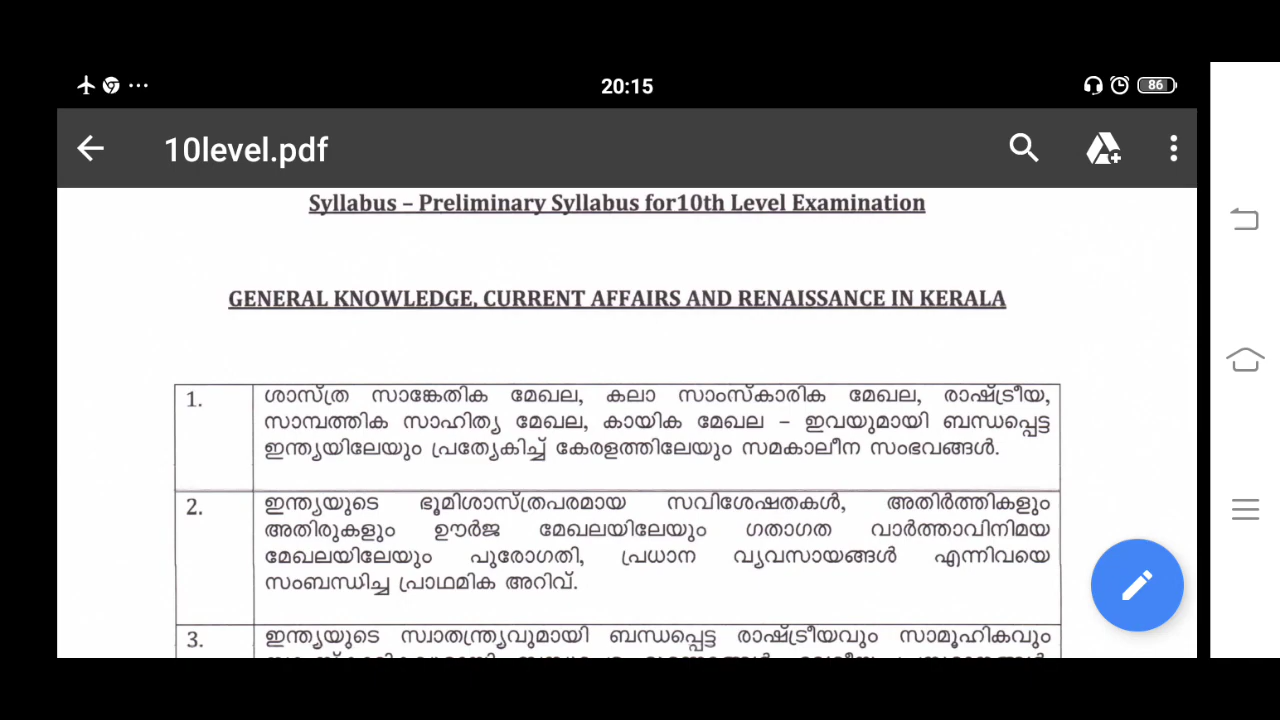 20:15
86
10level.pdf
Syllabus – Preliminary Syllabus for10th Level Examination
GENERAL KNOWLEDGE, CURRENT AFFAIRS AND RENAISSANCE IN KERALA
1.
ശാസ്ത്ര സാങ്കേതിക മേഖല, കലാ സാംസ്കാരിക മേഖല, രാഷ്ട്രീയ,
സാമ്പത്തിക സാഹിത്യ മേഖല, കായിക മേഖല – ഇവയുമായി ബന്ധപ്പെട്ട
ഇന്ത്യയിലേയും പ്രത്യേകിച്ച് കേരളത്തിലേയും സമകാലീന സംഭവങ്ങൾ.
2.
ഇന്ത്യയുടെ ഭൂമിശാസ്ത്രപരമായ സവിശേഷതകൾ, അതിർത്തികളും
അതിരുകളും ഊർജ മേഖലയിലേയും ഗതാഗത വാർത്താവിനിമയ
മേഖലയിലേയും പുരോഗതി, പ്രധാന വ്യവസായങ്ങൾ എന്നിവയെ
സംബന്ധിച്ച പ്രാഥമിക അറിവ്.
3.
ഇന്ത്യയുടെ സ്വാതന്ത്ര്യവുമായി ബന്ധപ്പെട്ട രാഷ്ട്രീയവും സാമൂഹികവും